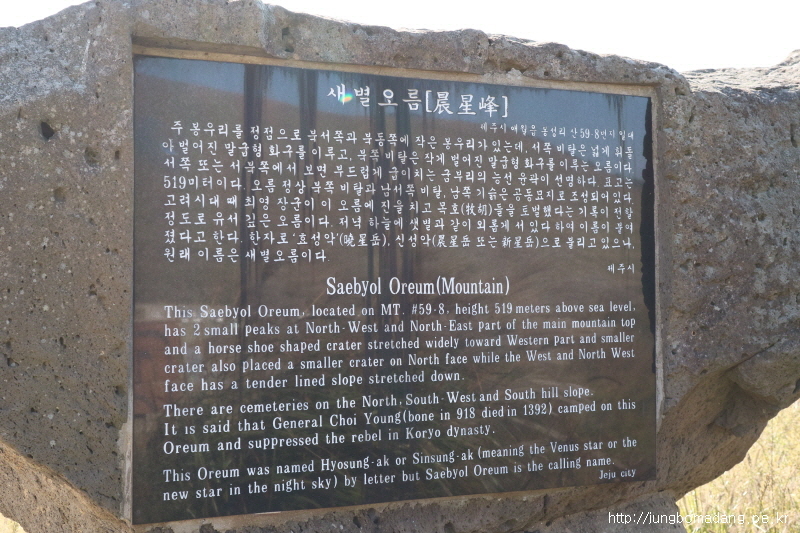 새별오름[晨星峰]
제주시 애월읍 봉성리 산 59·8번지 일대
주 봉우리를 정점으로 북서쪽과 북동쪽에 작은 봉우리가 있는데, 서쪽 비탈은 넓게 휘돌
아 벌어진 말굽형 화구를 이루고, 북쪽 비탈은 작게 벌어진 말굽형 화구를 이루는 오름이다.
서쪽 또는 서북쪽에서 보면 부드럽게 굽이치는 굼부리의 능선 윤곽이 선명하다. 표고는
519미터이다. 오름 정상 북쪽 비탈과 남서쪽 비탈, 남쪽 기슭은 공동묘지로 조성되어있다.
고려시대 때 최영 장군이 이 오름에 진을 치고 목호(牧胡)들을 토벌했다는 기록이 전할
정도로 유서 깊은 오름이다. 저녁 하늘에 샛별과 같이 외롭게 서 있다 하여 이름이 붙여
졌다고 한다. 한자로 '효성악'(曉星岳), 신성악(晨星岳 또는 新星岳)으로 불리고 있으나,
원래 이름은 새별오름이다.
제주시
Saebyol Oreum(Mountain)
This Saebyol Oreum, located on MT. #59-8, height 519 meters above sea level,
has 2 small peaks at North-West and North-East part of the main mountain top
and a horse shoe shaped crater stretched widely toward Western part and smaller
crater also placed a smaller crater on North face while the West and North West
face has a tender lined slope stretched down.
There are cemeteries on the North, South-West and South hill slope.
It is said that General Choi Young(bone in 918 died in 1392) camped on this
Oreum and suppressed the rebel in Koryo dynasty.
This Oreum was named Hyosung-ak or Sinsung-ak (meaning the Venus star or the
new star in the night sky) by letter but Saebyol Oreum is the calling name.
Jeju city
http://jungbomadang.pe.kr